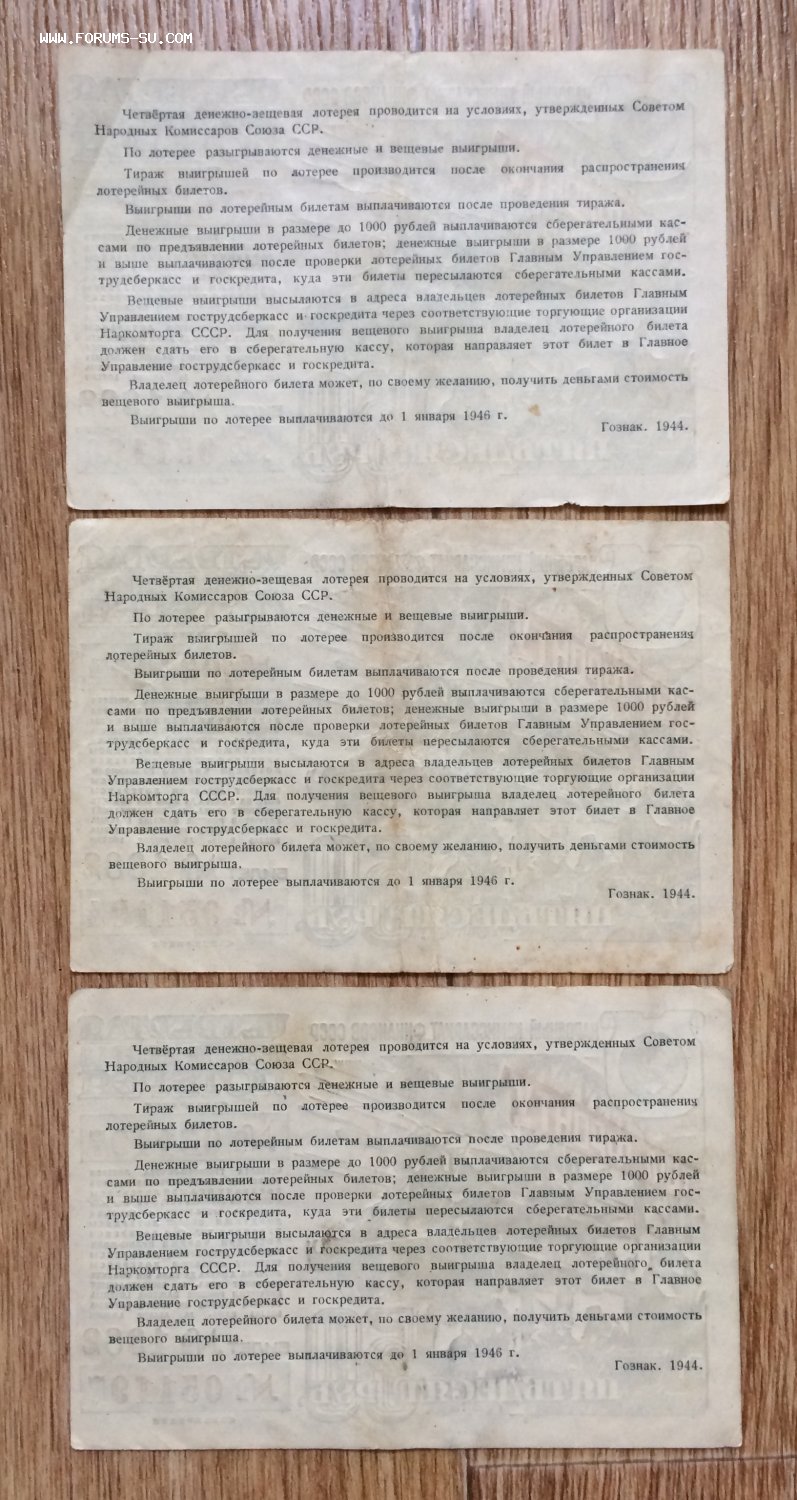 WWW.FORUMS-SU.COM
Четвёртая денежно-вещевая лотерея проводится на условиях, утвержденных Советом
Народных Комиссаров Союза ССР.
По лотерее разыгрываются денежные и вещевые выигрыши.
Тираж выигрышей по лотерее производится после окончания распространения
лотерейных билетов.
Выигрыши по лотерейным билетам выплачиваются после проведения тиража.
Денежные выигрыши в размере до 1000 рублей выплачиваются сберегательными кас-
сами по предъявлении лотерейных билетов; денежные выигрыши в размере 1000 рублей
и выше выплачиваются после проверки лотерейных билетов Главным Управлением гос-
трудсберкасс и госкредита, куда эти билеты пересылаются сберегательными кассами.
Вещевые выигрыши высылаются в адреса владельцев лотерейных билетов Главным
Управлением гострудсберкасс и госкредита через соответствующие торгующие организации
Наркомторга СССР. Для получения вещевого выигрыша владелец лотерейного билета
должен сдать его в сберегательную кассу, которая направляет этот билет в Главное
Управление гострудсберкасс и госкредита.
Владелец лотерейного билета может, по своему желанию, получить деньгами стоимость
вещевого выигрыша.
Выигрыши по лотерее выплачиваются до 1 января 1946 г.
Гознак. 1944.
Четвёртая денежно-вещевая лотерея проводится на условиях, утвержденных Советом
Народных Комиссаров Союза ССР.
По лотерее разыгрываются денежные и вещевые выигрыши.
Тираж выигрышей по лотерее производится после окончания распространения
лотерейных билетов.
Выигрыши по лотерейным билетам выплачиваются после проведения тиража.
Денежные выигрыши в размере до 1000 рублей выплачиваются сберегательными кас-
сами по предъявлении лотерейных билетов; денежные выигрыши в размере 1000 рублей
и выше выплачиваются после проверки лотерейных билетов Главным Управлением гос-
трудсберкасс и госкредита, куда эти билеты пересылаются сберегательными кассами.
Вещевые выигрыши высылаются в адреса владельцев лотерейных билетов Главным
Управлением гострудсберкасс и госкредита через соответствующие торгующие организации
Наркомторга СССР. Для получения вещевого выигрыша владелец лотерейного билета
должен сдать его в сберегательную кассу, которая направляет этот билет в Главное
Управление гострудсберкасс и госкредита.
Владелец лотерейного билета может, по своему желанию, получить деньгами стоимость
вещевого выигрыша.
Выигрыши по лотерее выплачиваются до 1 января 1946 г.
Гознак. 1944.
Четвёртая денежно-вещевая лотерея проводится на условиях, утвержденных Советом
Народных Комиссаров Союза ССР.
По лотерее разыгрываются денежные и вещевые выигрыши.
Тираж выигрышей по лотерее производится после окончания распространения
лотерейных билетов.
Выигрыши по лотерейным билетам выплачиваются после проведения тиража.
Денежные выигрыши в размере до 1000 рублей выплачиваются сберегательными кас-
сами по предъявлении лотерейных билетов; денежные выигрыши в размере 1000 рублей
и выше выплачиваются после проверки лотерейных билетов Главным Управлением гос-
трудсберкасс и госкредита, куда эти билеты пересылаются сберегательными кассами.
Вещевые выигрыши высылаются в адреса владельцев лотерейных билетов Главным
Управлением гострудсберкасс и госкредита через соответствующие торгующие организации
Наркомторга СССР. Для получения вещевого выигрыша владелец лотерейного билета
должен сдать его в сберегательную кассу, которая направляет этот билет в Главное
Управление гострудсберкасс и госкредита.
Владелец лотерейного билета может, по своему желанию, получить деньгами стоимость
вещевого выигрыша.
Выигрыши по лотерее выплачиваются до 1 января 1946 г.
Гознак. 1944.